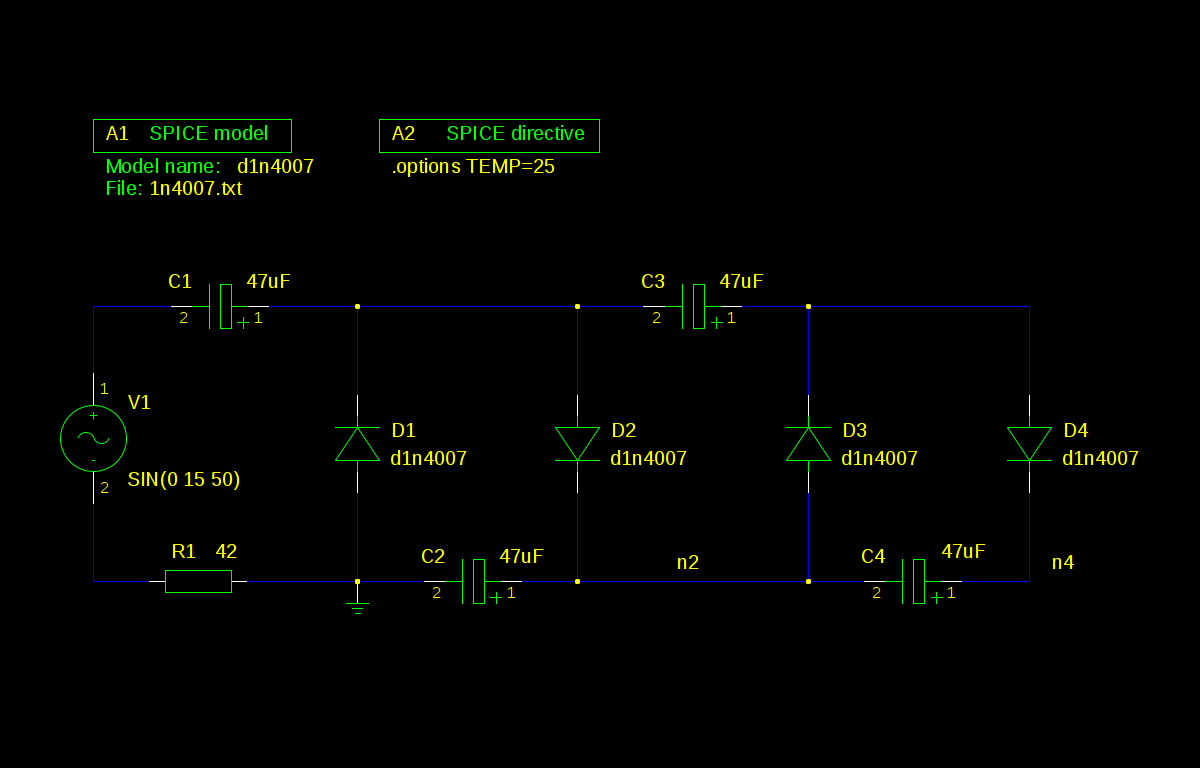 A1 SPICE model
Model name: d1n4007
File: 1n4007.txt
A2 SPICE directive
.options TEMP=25
C1 47uF
2 + 1
C3 47uF
2 + 1
1
V1
+
-
SIN(0 15 50)
2
D1
d1n4007
D2
d1n4007
D3
d1n4007
D4
d1n4007
R1 42
C2 47uF
2 + 1
n2
C4 47uF
2 + 1
n4